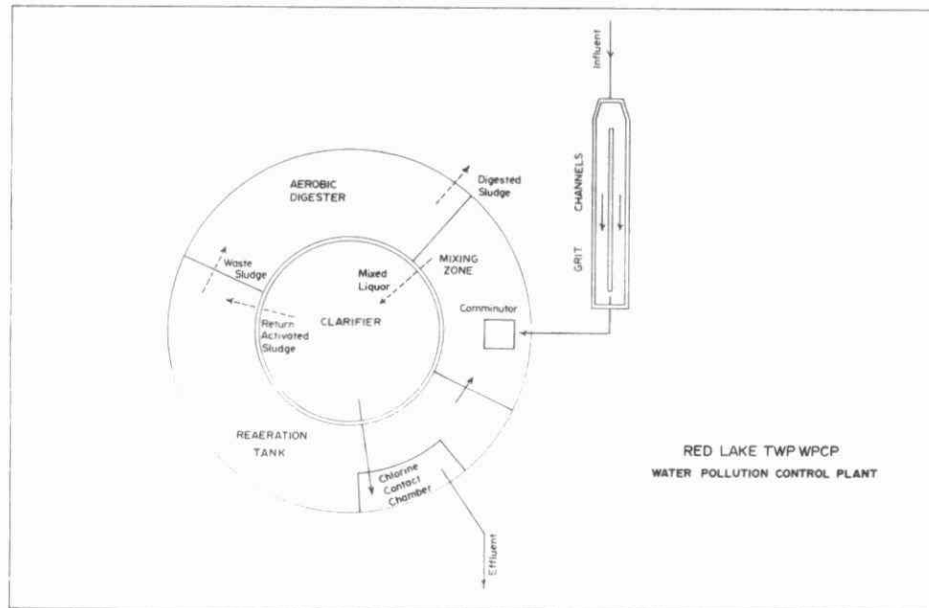 Influent
GRIT CHANNELS
AEROBIC
DIGESTER
Digested
Sludge
Waste
Sludge
MIXING
ZONE
Mixed
Liquor
Comminutor
CLARIFIER
Return
Activated
Sludge
REAERATION
TANK
Chlorine
Contact
Chamber
Effluent
RED LAKE TWP WPCP
WATER POLLUTION CONTROL PLANT